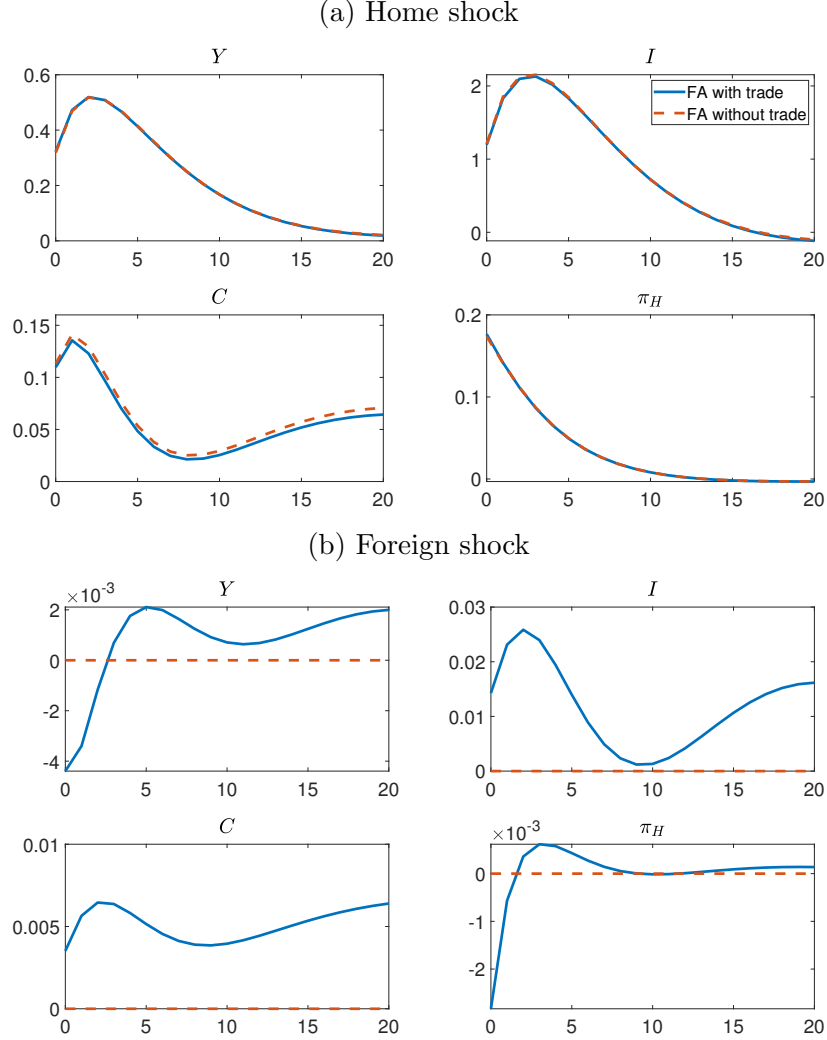 (a) Home shock
Y
I
0.6
0.4
0.2
0
0 5 10 15 20
2
1
0
0 5 10 15 20
FA with trade
FA without trade
C
π_H
0.15
0.1
0.05
0
0 5 10 15 20
0.2
0.1
0
0 5 10 15 20
(b) Foreign shock
Y
I
×10⁻³
2
0
-2
-4
0 5 10 15 20
0.03
0.02
0.01
0
0 5 10 15 20
C
π_H
0.01
0.005
0
0 5 10 15 20
×10⁻³
0
-1
-2
0 5 10 15 20